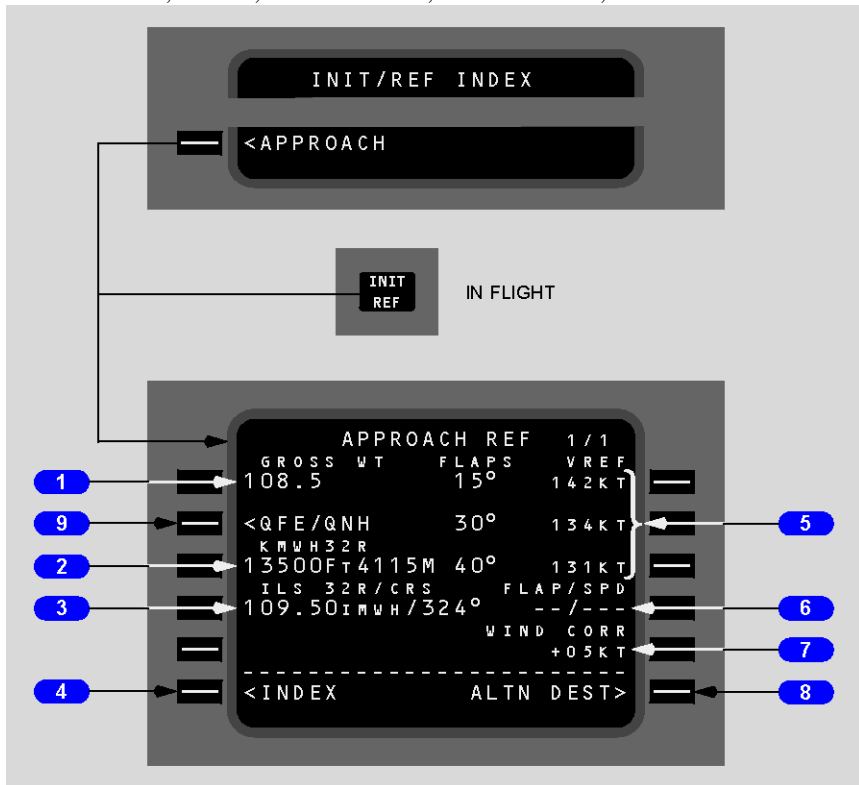 INIT/REF INDEX
<APPROACH
INIT
REF
IN FLIGHT
APPROACH REF 1/1
GROSS WT FLAPS VREF
1 108.5 15° 142KT
9 <QFE/QNH 30° 134KT 5
KMWH32R
2 13500FT4115M 40° 131KT
ILS 32R/CRS FLAP/SPD
3 109.50IMWH/324° --/--- 6
WIND CORR
+05KT 7
------------------------------
4 <INDEX ALTN DEST> 8